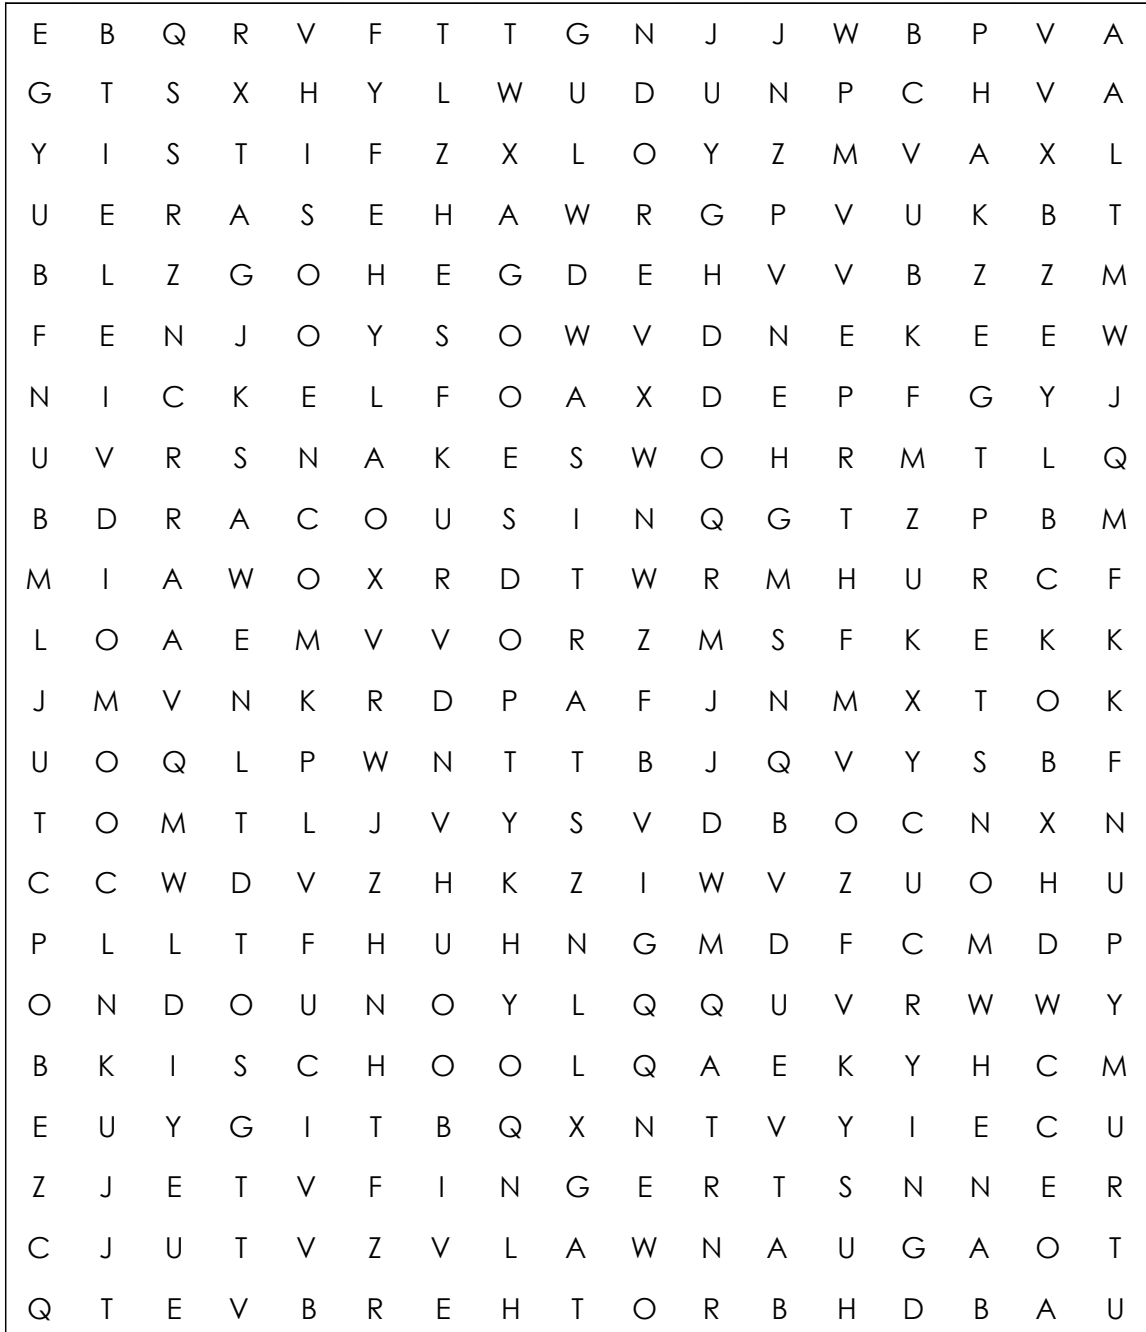 E B Q R V F T T G N J J W B P V A
G T S X H Y L W U D U N P C H V A
Y I S T I F Z X L O Y Z M V A X L
U E R A S E H A W R G P V U K B T
B L Z G O H E G D E H V V B Z Z M
F E N J O Y S O W V D N E K E E W
N I C K E L F O A X D E P F G Y J
U V R S N A K E S W O H R M T L Q
B D R A C O U S I N Q G T Z P B M
M I A W O X R D T W R M H U R C F
L O A E M V V O R Z M S F K E K K
J M V N K R D P A F J N M X T O K
U O Q L P W N T T B J Q V Y S B F
T O M T L J V Y S V D B O C N X N
C C W D V Z H K Z I W V Z U O H U
P L L T F H U H N G M D F C M D P
O N D O U N O Y L Q Q U V R W W Y
B K I S C H O O L Q A E K Y H C M
E U Y G I T B Q X N T V Y I E C U
Z J E T V F I N G E R T S N N E R
C J U T V Z V L A W N A U G A O T
Q T E V B R E H T O R B H D B A U